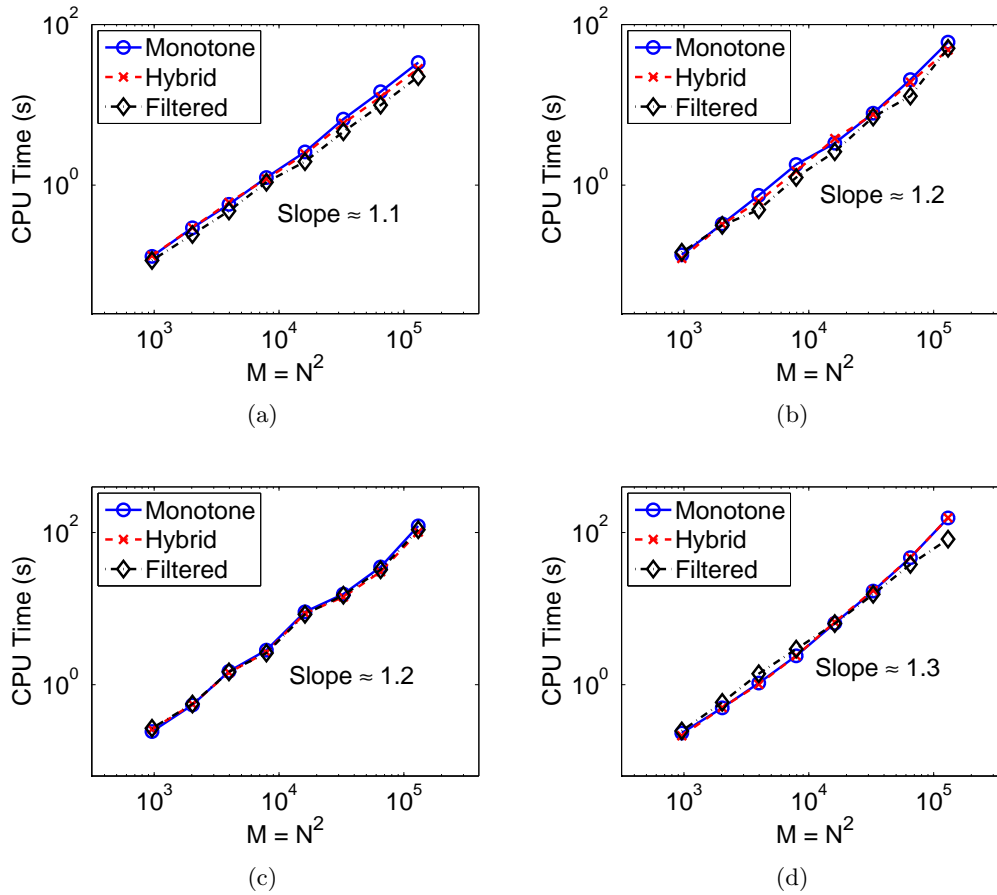 10^2
10^0
CPU Time (s)
Monotone
Hybrid
Filtered
Slope ≈ 1.1
10^3 10^4 10^5
M = N^2
(a)
10^2
10^0
CPU Time (s)
Monotone
Hybrid
Filtered
Slope ≈ 1.2
10^3 10^4 10^5
M = N^2
(b)
10^2
10^0
CPU Time (s)
Monotone
Hybrid
Filtered
Slope ≈ 1.2
10^3 10^4 10^5
M = N^2
(c)
10^2
10^0
CPU Time (s)
Monotone
Hybrid
Filtered
Slope ≈ 1.3
10^3 10^4 10^5
M = N^2
(d)